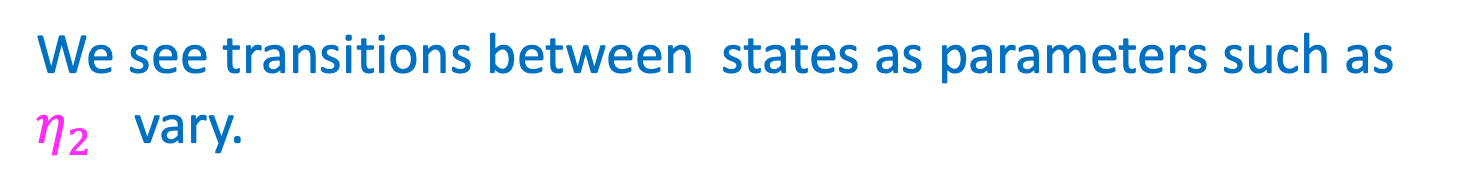 We see transitions between  states as parameters such as
η₂  vary.